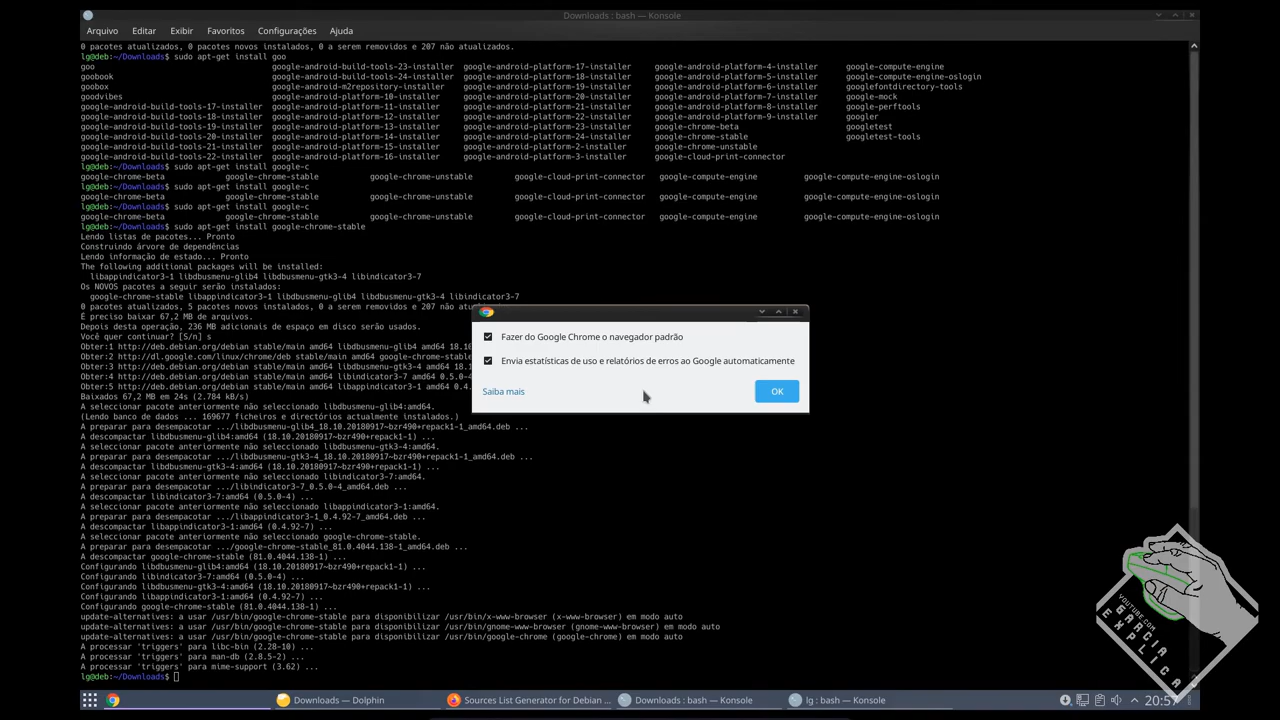 Downloads : bash — Konsole
Arquivo Editar Exibir Favoritos Configurações Ajuda
0 pacotes atualizados, 0 pacotes novos instalados, 0 a serem removidos e 207 não atualizados.
lg@deb:~/Downloads$ sudo apt-get install goo
goo google-android-build-tools-23-installer google-android-platform-17-installer google-android-platform-4-installer google-compute-engine
goobook google-android-build-tools-24-installer google-android-platform-18-installer google-android-platform-5-installer google-compute-engine-oslogin
goobox google-android-m2repository-installer google-android-platform-19-installer google-android-platform-6-installer googlefontdirectory-tools
goodvibes google-android-platform-10-installer google-android-platform-20-installer google-android-platform-7-installer google-mock
google-android-build-tools-17-installer google-android-platform-11-installer google-android-platform-21-installer google-android-platform-8-installer google-perftools
google-android-build-tools-18-installer google-android-platform-12-installer google-android-platform-22-installer google-android-platform-9-installer googler
google-android-build-tools-19-installer google-android-platform-13-installer google-android-platform-23-installer google-chrome-beta googletest
google-android-build-tools-20-installer google-android-platform-14-installer google-android-platform-24-installer google-chrome-stable googletest-tools
google-android-build-tools-21-installer google-android-platform-15-installer google-android-platform-2-installer google-chrome-unstable
google-android-build-tools-22-installer google-android-platform-16-installer google-android-platform-3-installer google-cloud-print-connector
lg@deb:~/Downloads$ sudo apt-get install google-c
google-chrome-beta google-chrome-stable google-chrome-unstable google-cloud-print-connector google-compute-engine google-compute-engine-oslogin
lg@deb:~/Downloads$ sudo apt-get install google-c
google-chrome-beta google-chrome-stable google-chrome-unstable google-cloud-print-connector google-compute-engine google-compute-engine-oslogin
lg@deb:~/Downloads$ sudo apt-get install google-c
google-chrome-beta google-chrome-stable google-chrome-unstable google-cloud-print-connector google-compute-engine google-compute-engine-oslogin
lg@deb:~/Downloads$ sudo apt-get install google-chrome-stable
Lendo listas de pacotes... Pronto
Construindo árvore de dependências
Lendo informação de estado... Pronto
The following additional packages will be installed:
libappindicator3-1 libdbusmenu-glib4 libdbusmenu-gtk3-4 libindicator3-7
Os NOVOS pacotes a seguir serão instalados:
google-chrome-stable libappindicator3-1 libdbusmenu-glib4 libdbusmenu-gtk3-4 libindicator3-7
0 pacotes atualizados, 5 pacotes novos instalados, 0 a serem removidos e 207 não a
É preciso baixar 67,2 MB de arquivos.
Depois desta operação, 236 MB adicionais de espaço em disco serão usados.
Você quer continuar? [S/n] s
Obter:1 http://deb.debian.org/debian stable/main amd64 libdbusmenu-glib4 amd64 18.
Obter:2 http://dl.google.com/linux/chrome/deb stable/main amd64 google-chrome-stable
Obter:3 http://deb.debian.org/debian stable/main amd64 libdbusmenu-gtk3-4 amd64 18
Obter:4 http://deb.debian.org/debian stable/main amd64 libindicator3-7 amd64 0.5.0
Obter:5 http://deb.debian.org/debian stable/main amd64 libappindicator3-1 amd64 0.4.
Baixados 67,2 MB em 24s (2.784 kB/s)
A seleccionar pacote anteriormente não seleccionado libdbusmenu-glib4:amd64.
(Lendo banco de dados ... 169677 ficheiros e directórios actualmente instalados.)
A preparar para desempacotar .../libdbusmenu-glib4_18.10.20180917~bzr490+repack1-1_amd64.deb ...
A descompactar libdbusmenu-glib4:amd64 (18.10.20180917~bzr490+repack1-1) ...
A seleccionar pacote anteriormente não seleccionado libdbusmenu-gtk3-4:amd64.
A preparar para desempacotar .../libdbusmenu-gtk3-4_18.10.20180917~bzr490+repack1-1_amd64.deb ...
A descompactar libdbusmenu-gtk3-4:amd64 (18.10.20180917~bzr490+repack1-1) ...
A seleccionar pacote anteriormente não seleccionado libindicator3-7:amd64.
A preparar para desempacotar .../libindicator3-7_0.5.0-4_amd64.deb ...
A descompactar libindicator3-7:amd64 (0.5.0-4) ...
A seleccionar pacote anteriormente não seleccionado libappindicator3-1:amd64.
A preparar para desempacotar .../libappindicator3-1_0.4.92-7_amd64.deb ...
A descompactar libappindicator3-1:amd64 (0.4.92-7) ...
A seleccionar pacote anteriormente não seleccionado google-chrome-stable.
A preparar para desempacotar .../google-chrome-stable_81.0.4044.138-1_amd64.deb ...
A descompactar google-chrome-stable (81.0.4044.138-1) ...
Configurando libdbusmenu-glib4:amd64 (18.10.20180917~bzr490+repack1-1) ...
Configurando libindicator3-7:amd64 (0.5.0-4) ...
Configurando libdbusmenu-gtk3-4:amd64 (18.10.20180917~bzr490+repack1-1) ...
Configurando libappindicator3-1:amd64 (0.4.92-7) ...
Configurando google-chrome-stable (81.0.4044.138-1) ...
update-alternatives: a usar /usr/bin/google-chrome-stable para disponibilizar /usr/bin/x-www-browser (x-www-browser) em modo auto
update-alternatives: a usar /usr/bin/google-chrome-stable para disponibilizar /usr/bin/gnome-www-browser (gnome-www-browser) em modo auto
update-alternatives: a usar /usr/bin/google-chrome-stable para disponibilizar /usr/bin/google-chrome (google-chrome) em modo auto
A processar 'triggers' para libc-bin (2.28-10) ...
A processar 'triggers' para man-db (2.8.5-2) ...
A processar 'triggers' para mime-support (3.62) ...
lg@deb:~/Downloads$
Fazer do Google Chrome o navegador padrão
Envia estatísticas de uso e relatórios de erros ao Google automaticamente
Saiba mais OK
YOUTUBE.COM
ESGARCIA
EXPLICA
Downloads — Dolphin Sources List Generator for Debian ... Downloads : bash — Konsole lg : bash — Konsole 20:57